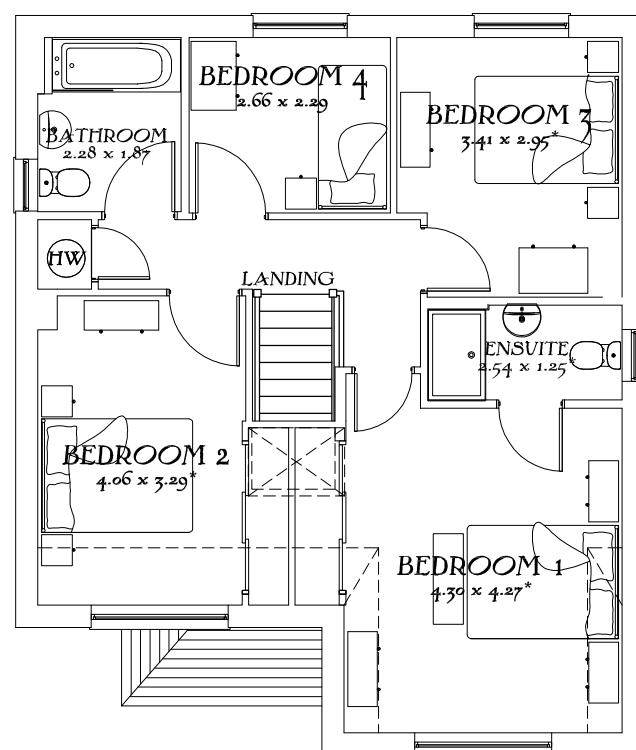 BEDROOM 4
2.66 x 2.29
BEDROOM 3
3.41 x 2.95*
BATHROOM
2.28 x 1.87
HW
LANDING
ENSUITE
2.54 x 1.25*
BEDROOM 2
4.06 x 3.29*
BEDROOM 1
4.30 x 4.27*